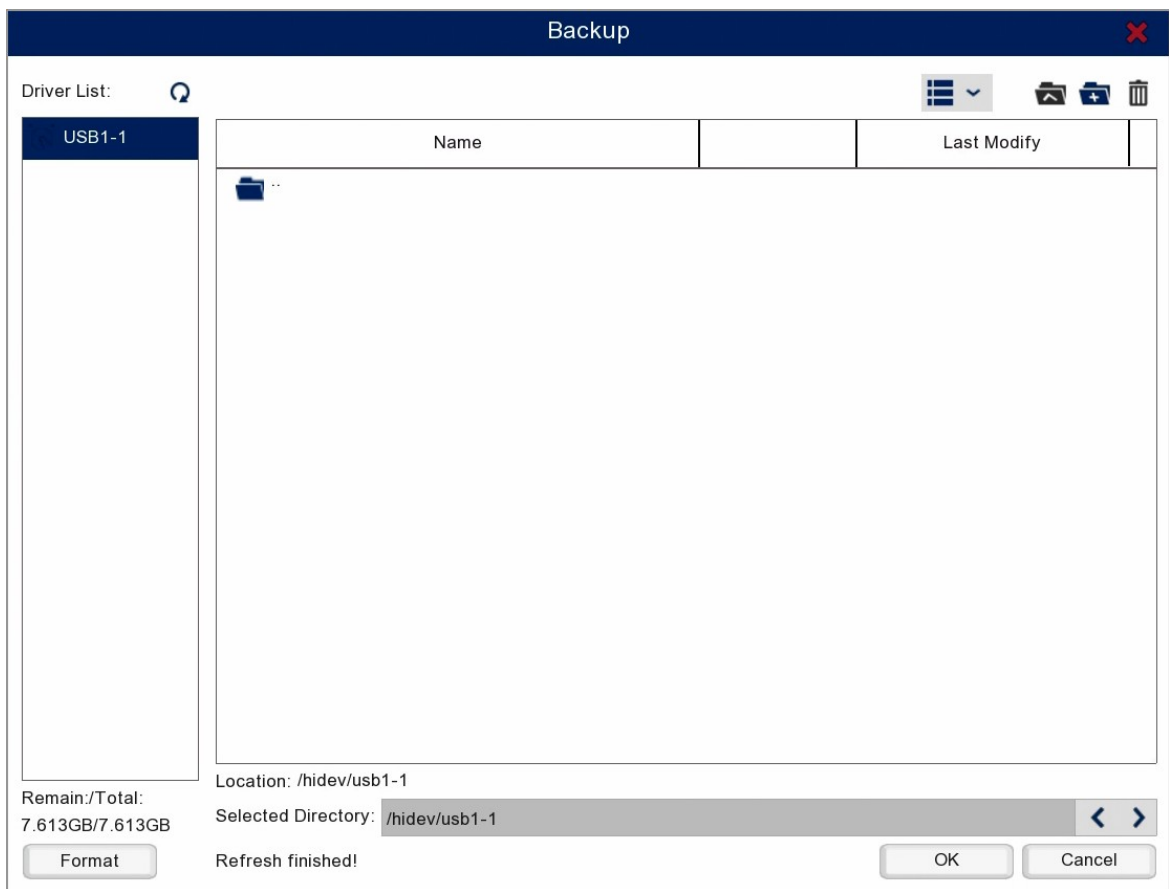 Backup
Driver List:
USB1-1
Name
Last Modify
..
Location: /hidev/usb1-1
Remain:/Total:
7.613GB/7.613GB
Selected Directory: /hidev/usb1-1
Format
Refresh finished!
OK
Cancel